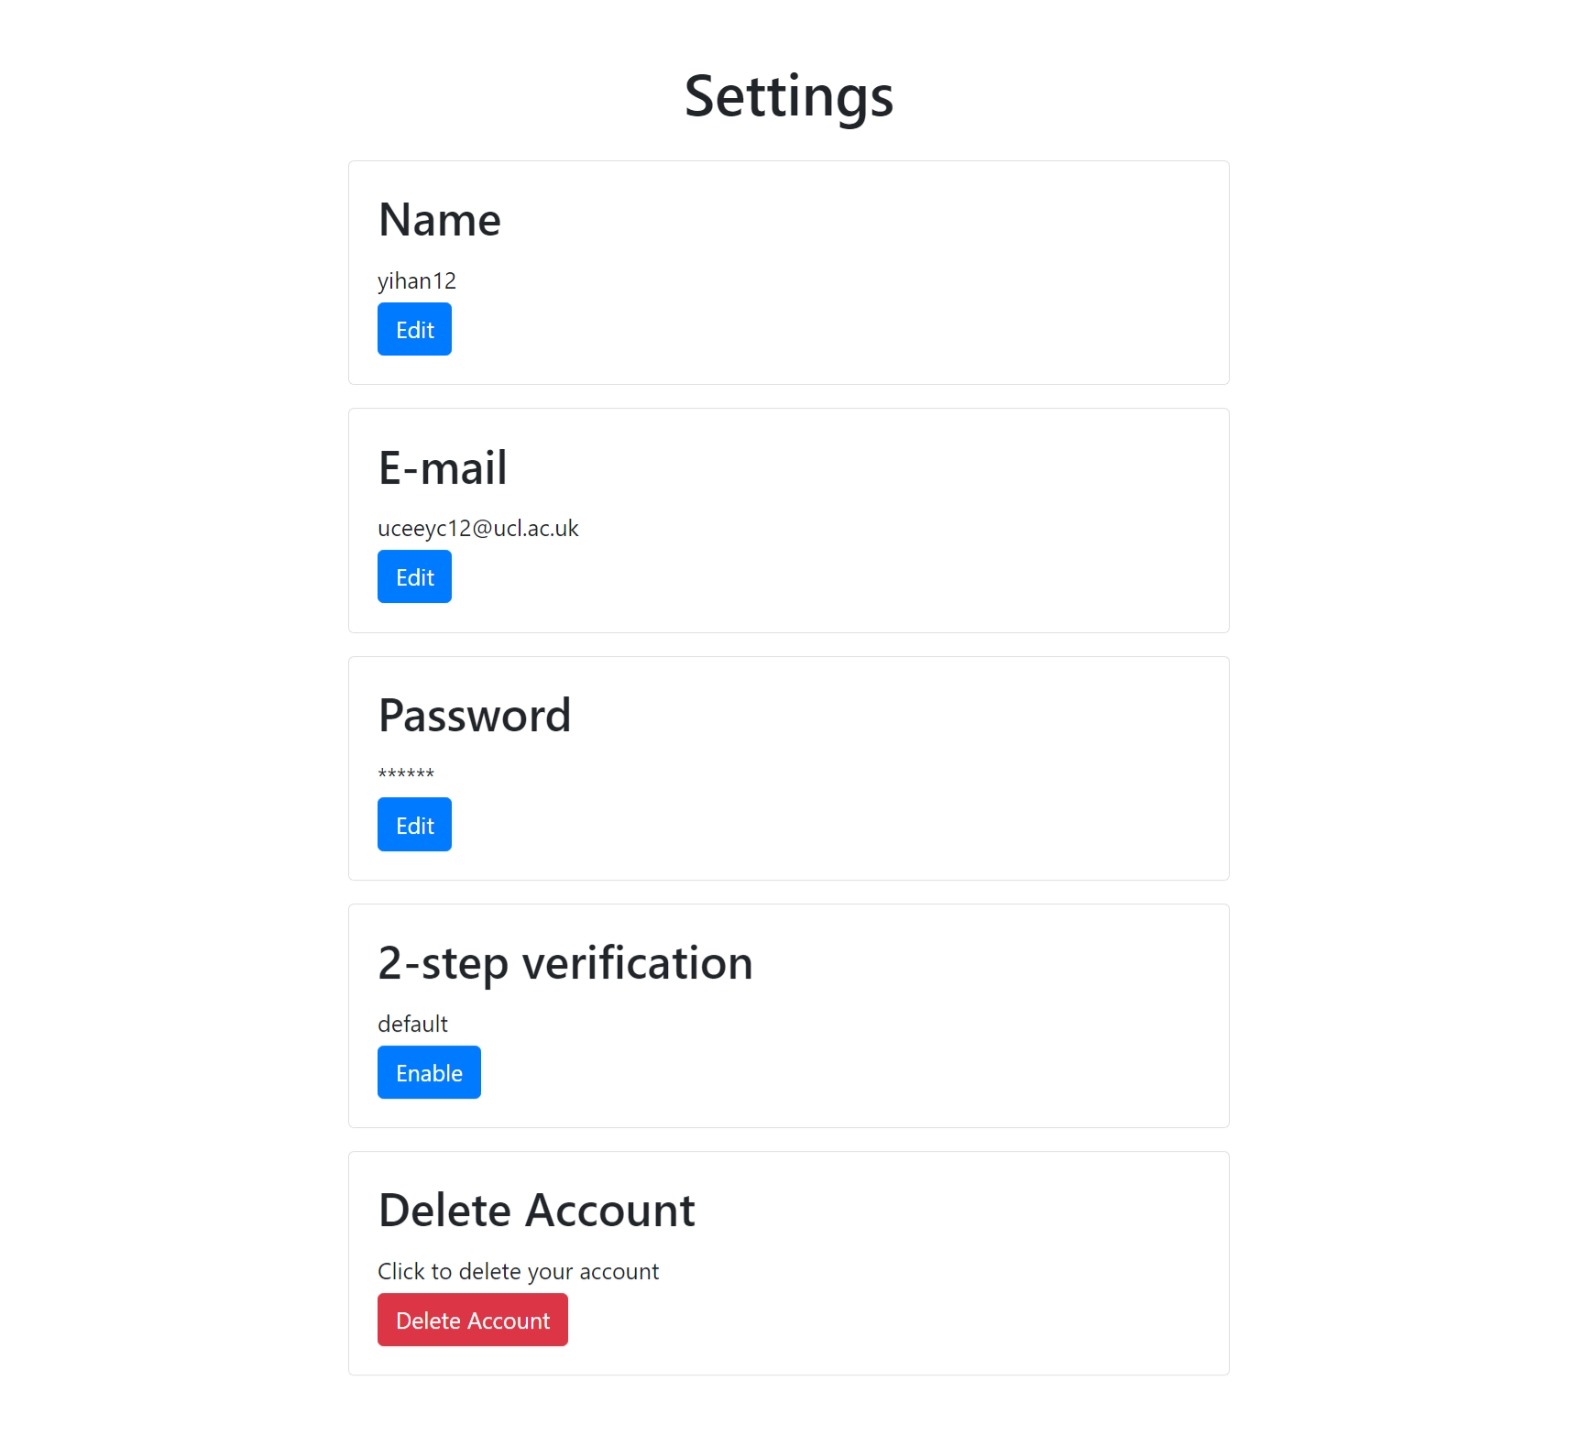 Settings
Name
yihan12
Edit
E-mail
uceeyc12@ucl.ac.uk
Edit
Password
******
Edit
2-step verification
default
Enable
Delete Account
Click to delete your account
Delete Account